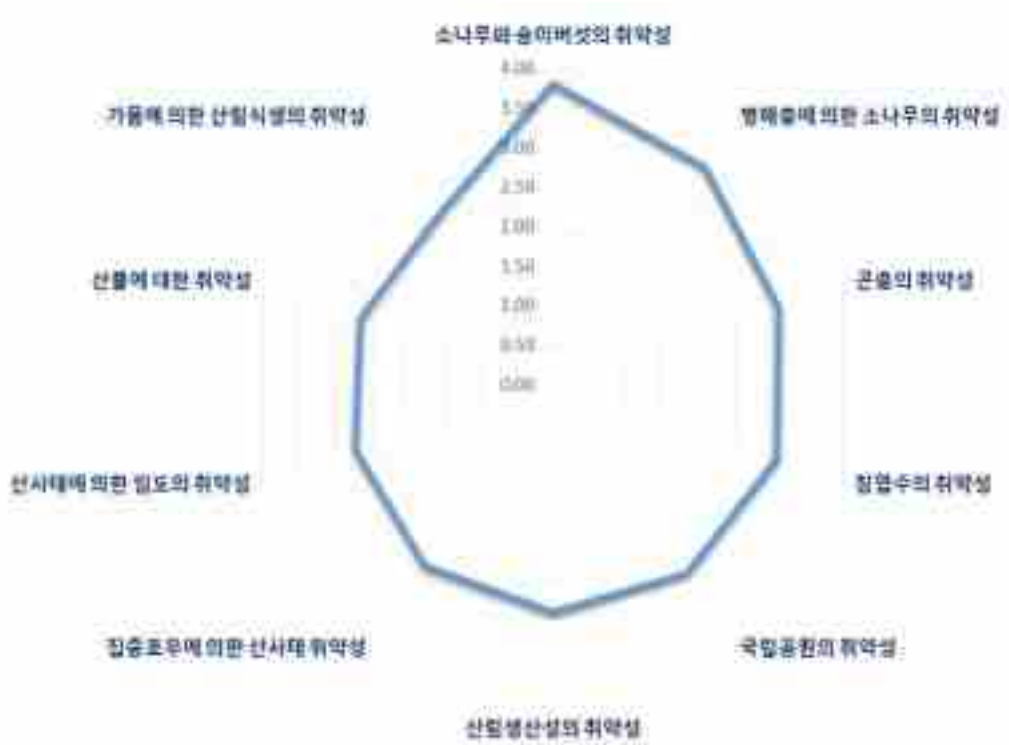 소나무와 송이버섯의 취약성
병해충에 의한 소나무의 취약성
곤충의 취약성
침엽수의 취약성
국립공원의 취약성
산림생산성의 취약성
집중호우에 의한 산사태 취약성
산사태에 의한 임도의 취약성
산불에 대한 취약성
가뭄에 의한 산림식생의 취약성
4.00
3.50
3.00
2.50
2.00
1.50
1.00
0.50
0.00